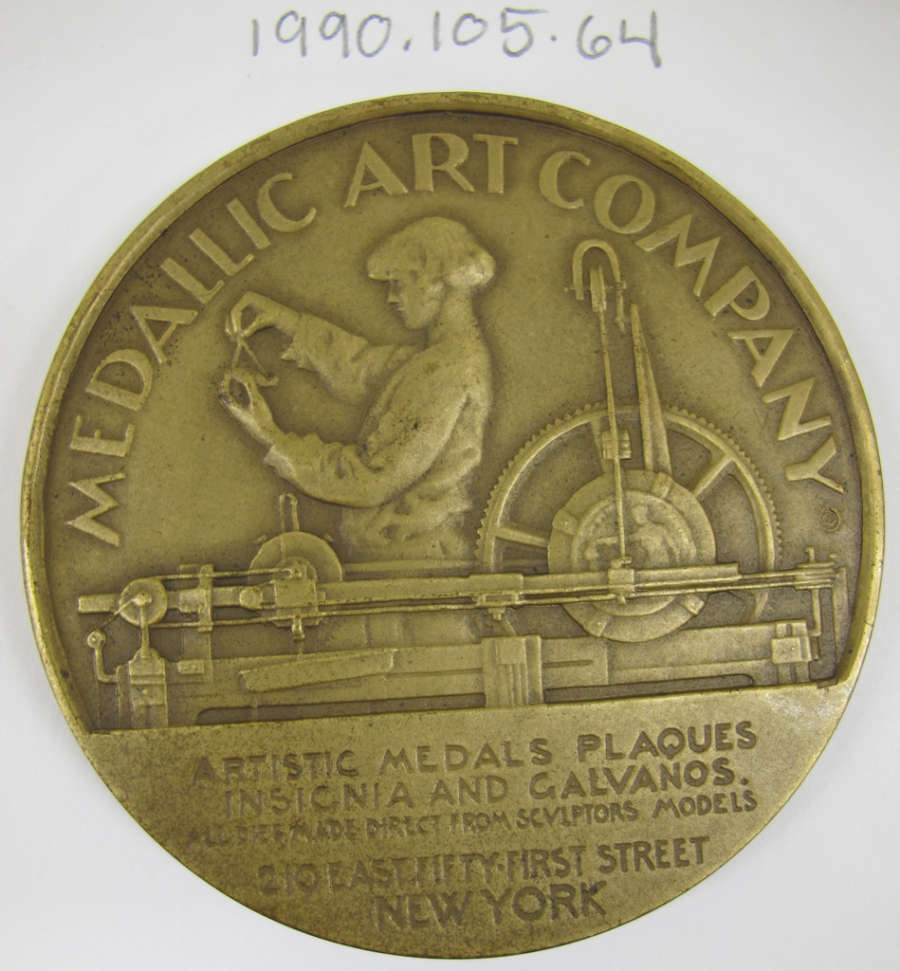 1990.105.64
MEDALLIC ART COMPANY
ARTISTIC MEDALS PLAQUES
INSIGNIA AND GALVANOS.
ALL DIES MADE DIRECT FROM SCVLPTORS MODELS
210 EAST FIFTY-FIRST STREET
NEW YORK